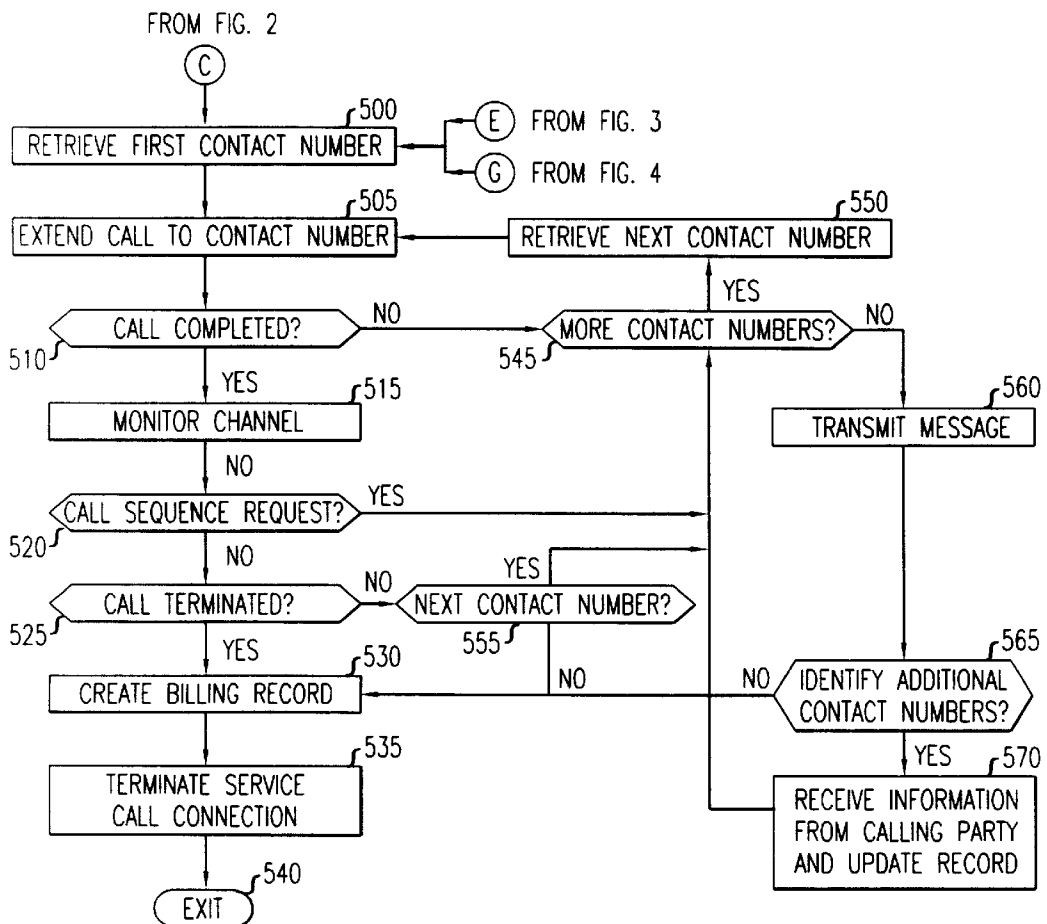 FROM FIG. 2
C
500
RETRIEVE FIRST CONTACT NUMBER
E FROM FIG. 3
G FROM FIG. 4
505
EXTEND CALL TO CONTACT NUMBER
550
RETRIEVE NEXT CONTACT NUMBER
YES
CALL COMPLETED?
510
NO
MORE CONTACT NUMBERS?
545
NO
YES
515
MONITOR CHANNEL
560
TRANSMIT MESSAGE
NO
CALL SEQUENCE REQUEST?
520
YES
NO
CALL TERMINATED?
525
NO
YES
NEXT CONTACT NUMBER?
555
YES
530
CREATE BILLING RECORD
NO
NO
565
IDENTIFY ADDITIONAL
CONTACT NUMBERS?
YES
535
TERMINATE SERVICE
CALL CONNECTION
570
RECEIVE INFORMATION
FROM CALLING PARTY
AND UPDATE RECORD
540
EXIT